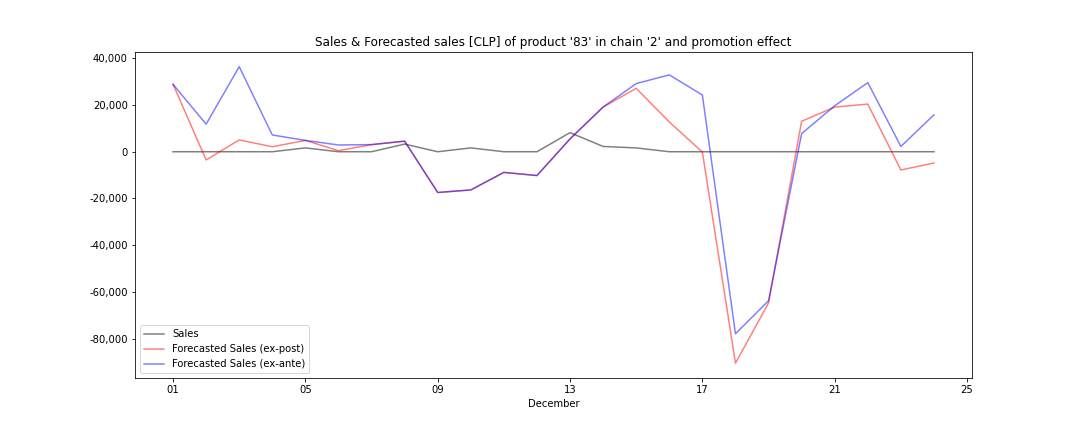 Sales & Forecasted sales [CLP] of product '83' in chain '2' and promotion effect
40,000
20,000
0
-20,000
-40,000
-60,000
-80,000
Sales
Forecasted Sales (ex-post)
Forecasted Sales (ex-ante)
01 05 09 13 17 21 25
December